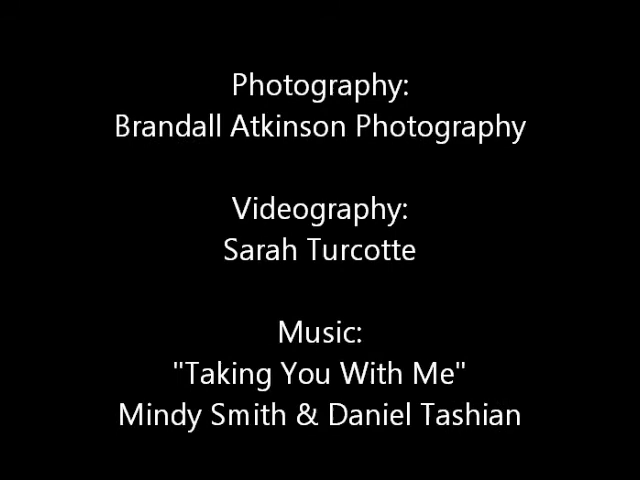 Photography:
Brandall Atkinson Photography
Videography:
Sarah Turcotte
Music:
"Taking You With Me"
Mindy Smith & Daniel Tashian